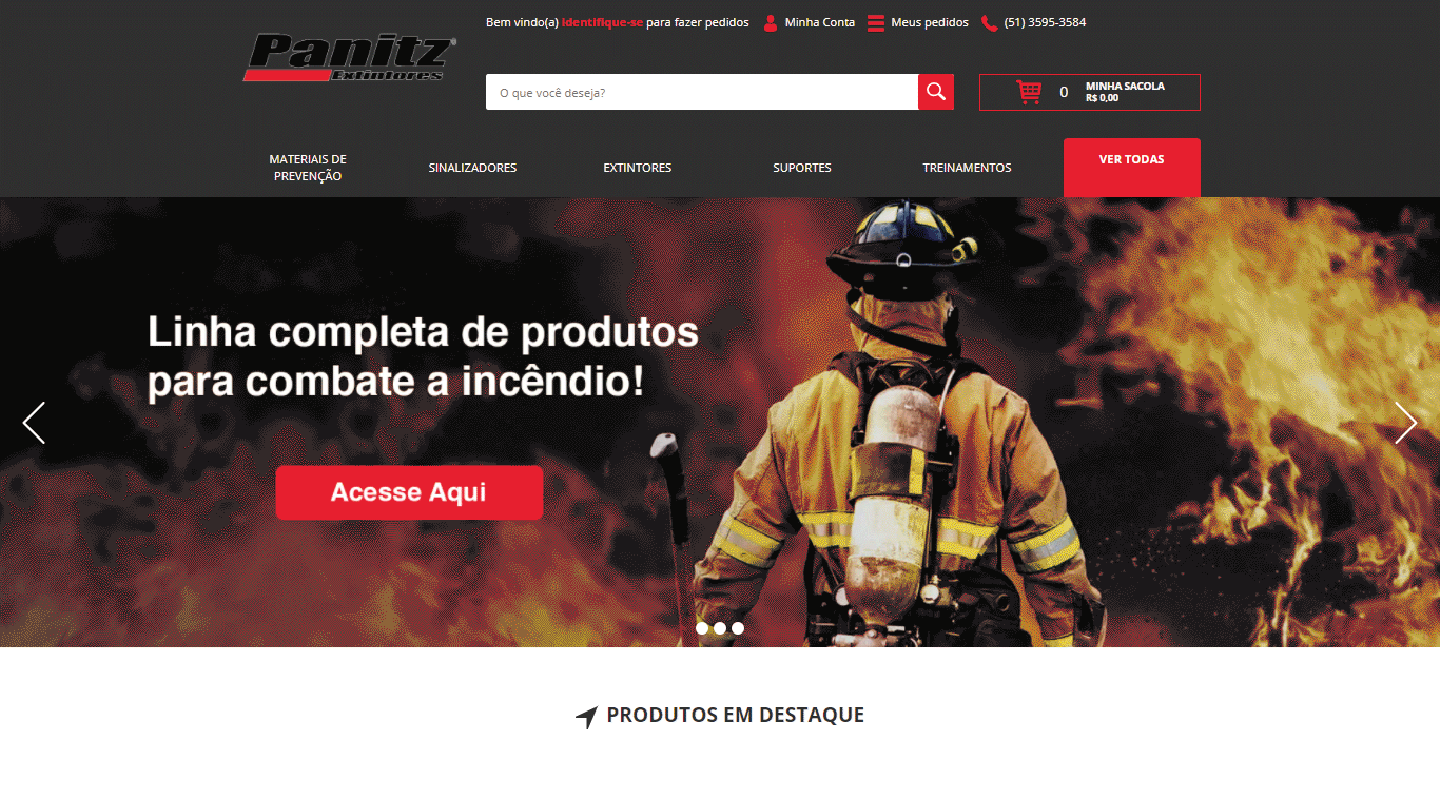 Bem vindo(a) Identifique-se para fazer pedidos
Minha Conta
Meus pedidos
(51) 3595-3584
Panitz®
Extintores
O que você deseja?
0
MINHA SACOLA
R$ 0,00
MATERIAIS DE
PREVENÇÃO
SINALIZADORES
EXTINTORES
SUPORTES
TREINAMENTOS
VER TODAS
Linha completa de produtos
para combate a incêndio!
Acesse Aqui
PRODUTOS EM DESTAQUE